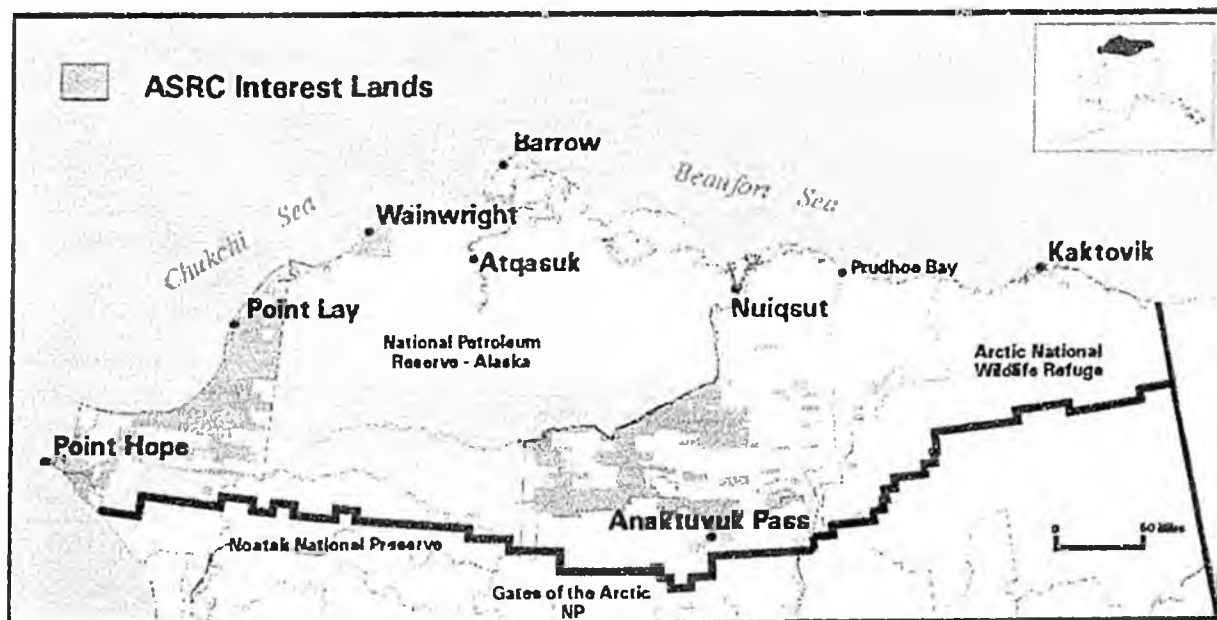 ASRC Interest Lands
Barrow
Beaufort Sea
Chukchi Sea
Wainwright
Atqasuk
Kaktovik
Prudhoe Bay
Nuiqsut
Point Lay
National Petroleum
Reserve - Alaska
Arctic National
Wildlife Refuge
Point Hope
Anaktuvuk Pass
0 50 Miles
Noatak National Preserve
Gates of the Arctic
NP